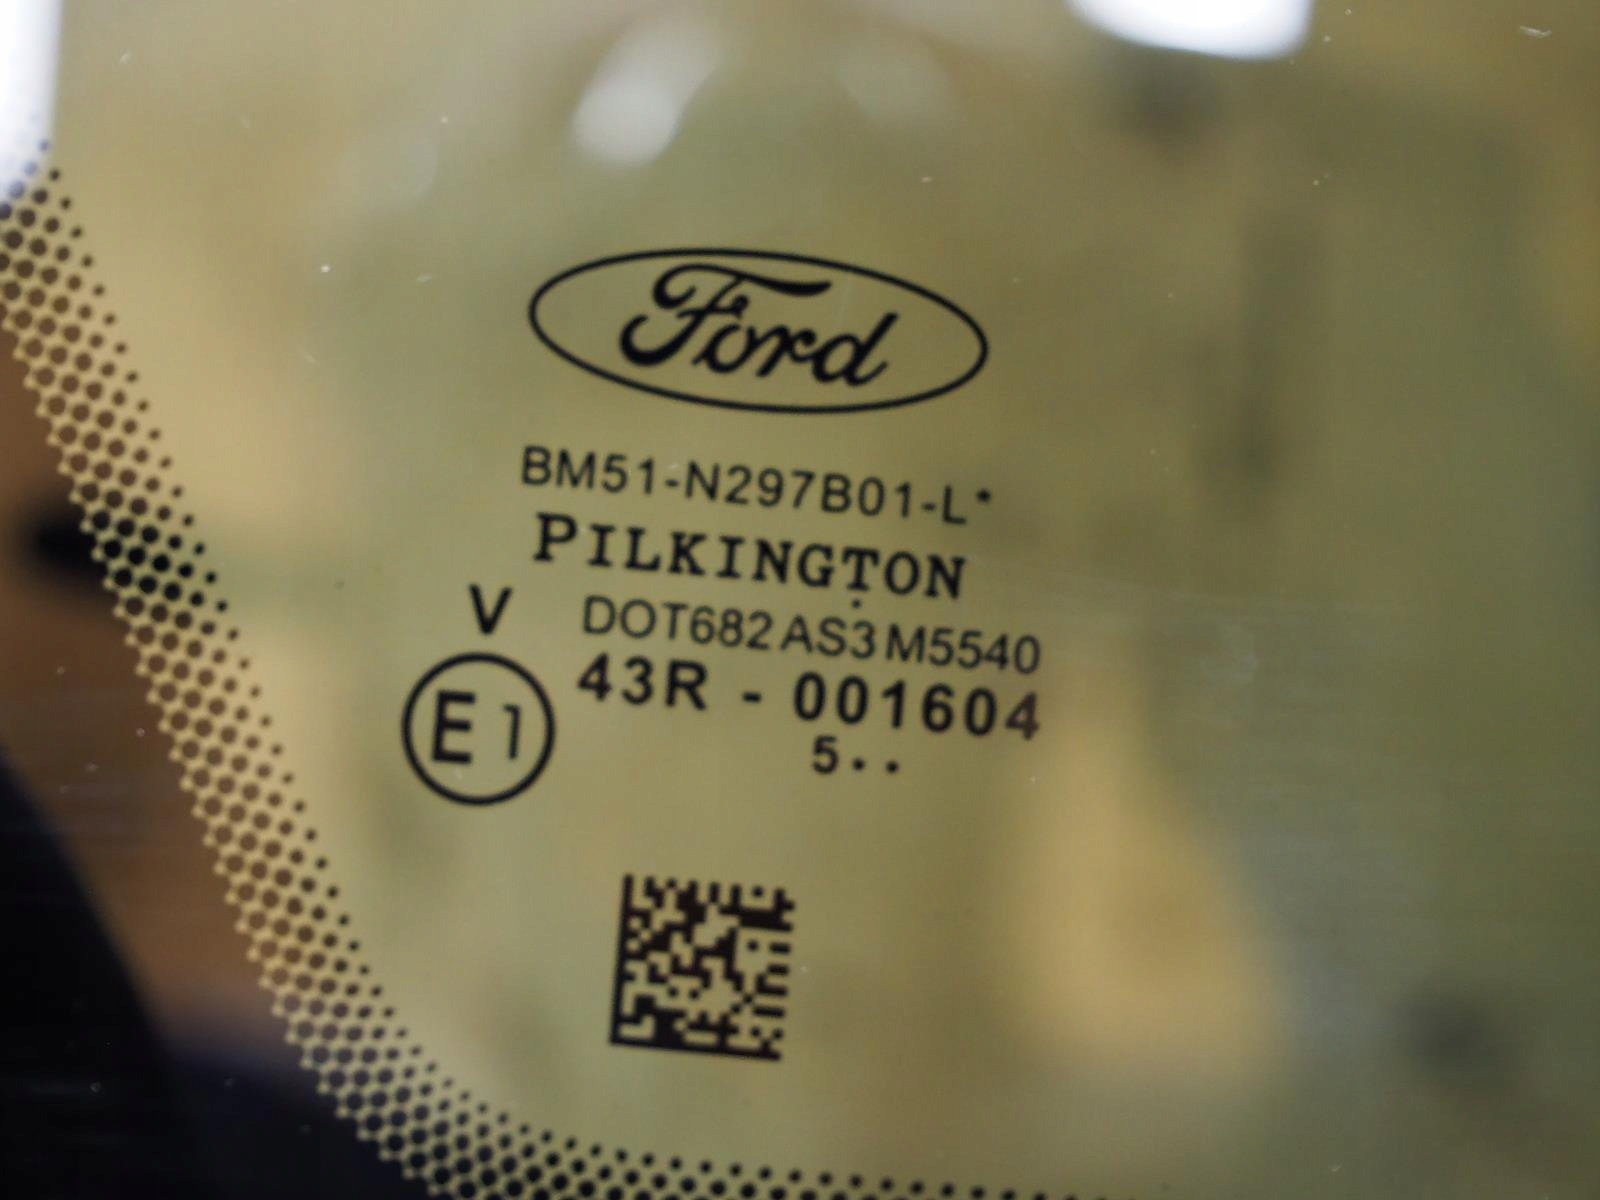 Ford
BM51-N297B01-L*
PILKINGTON
V DOT682 AS3 M5540
E1 43R - 001604
5..